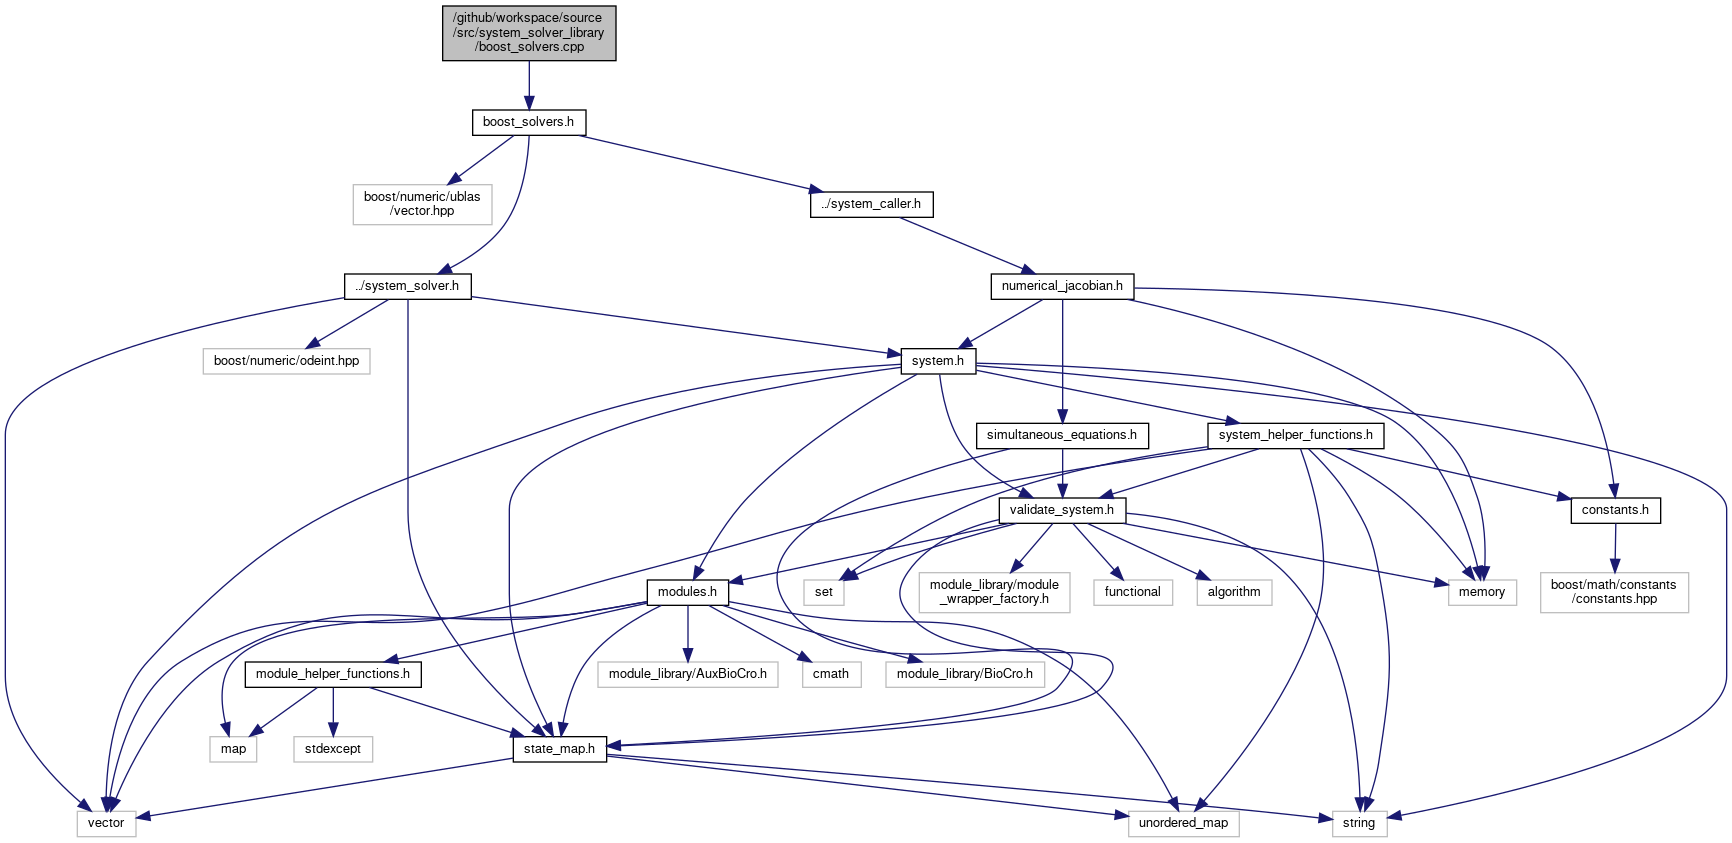 /github/workspace/source
/src/system_solver_library
/boost_solvers.cpp
boost_solvers.h
boost/numeric/ublas
/vector.hpp
../system_caller.h
../system_solver.h
numerical_jacobian.h
boost/numeric/odeint.hpp
system.h
simultaneous_equations.h
system_helper_functions.h
validate_system.h
constants.h
modules.h
set
module_library/module
_wrapper_factory.h
functional
algorithm
memory
boost/math/constants
/constants.hpp
module_helper_functions.h
module_library/AuxBioCro.h
cmath
module_library/BioCro.h
map
stdexcept
state_map.h
vector
unordered_map
string